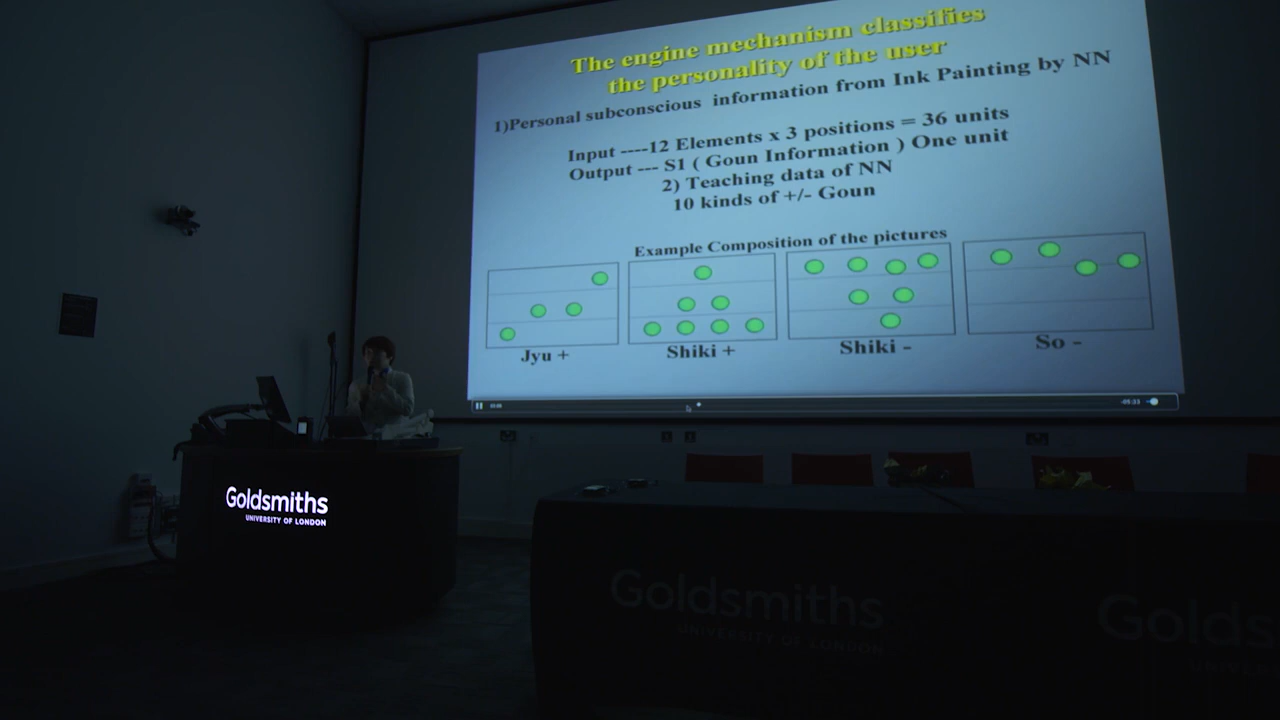 The engine mechanism classifies
the personality of the user
1)Personal subconscious information from Ink Painting by NN
Input ----12 Elements x 3 positions = 36 units
Output --- S1 ( Goun Information ) One unit
2) Teaching data of NN
10 kinds of +/- Goun
Example Composition of the pictures
Jyu +
Shiki +
Shiki -
So -
Goldsmiths
UNIVERSITY OF LONDON
Goldsmiths
UNIVERSITY OF LONDON
Golds